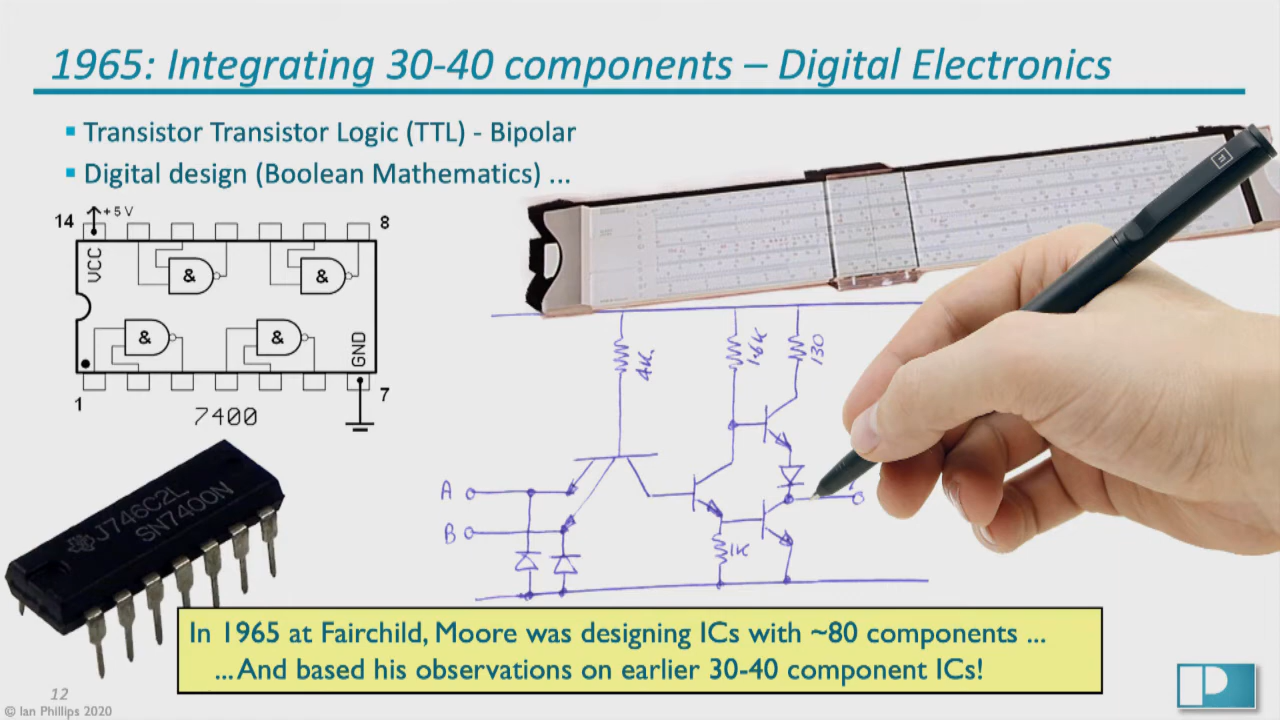 1965: Integrating 30-40 components – Digital Electronics
▪ Transistor Transistor Logic (TTL) - Bipolar
▪ Digital design (Boolean Mathematics) ...
14 +5V 8
VCC
& &
& &
GND
1 7
7400
J746C2L
SN7400N
4K
1.6K
130
A
B
1K
In 1965 at Fairchild, Moore was designing ICs with ~80 components ...
...And based his observations on earlier 30-40 component ICs!
12
© Ian Phillips 2020
P